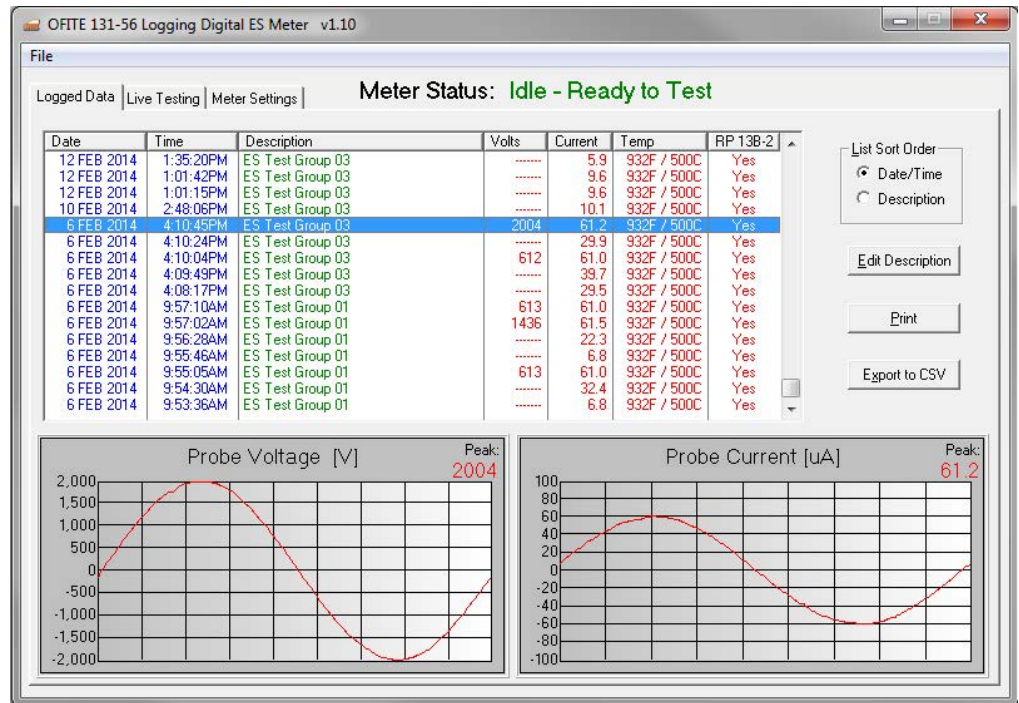 OFITE 131-56 Logging Digital ES Meter v1.10
File
Logged Data Live Testing Meter Settings Meter Status: Idle - Ready to Test
Date Time Description Volts Current Temp RP 13B-2
12 FEB 2014 1:35:20PM ES Test Group 03 ------ 5.9 932F / 500C Yes
12 FEB 2014 1:01:42PM ES Test Group 03 ------ 9.6 932F / 500C Yes
12 FEB 2014 1:01:15PM ES Test Group 03 ------ 9.6 932F / 500C Yes
10 FEB 2014 2:48:06PM ES Test Group 03 ------ 10.1 932F / 500C Yes
6 FEB 2014 4:10:45PM ES Test Group 03 2004 61.2 932F / 500C Yes
6 FEB 2014 4:10:24PM ES Test Group 03 ------ 29.9 932F / 500C Yes
6 FEB 2014 4:10:04PM ES Test Group 03 612 61.0 932F / 500C Yes
6 FEB 2014 4:09:49PM ES Test Group 03 ------ 39.7 932F / 500C Yes
6 FEB 2014 4:08:17PM ES Test Group 03 ------ 29.5 932F / 500C Yes
6 FEB 2014 9:57:10AM ES Test Group 01 613 61.0 932F / 500C Yes
6 FEB 2014 9:57:02AM ES Test Group 01 1436 61.5 932F / 500C Yes
6 FEB 2014 9:56:28AM ES Test Group 01 ------ 22.3 932F / 500C Yes
6 FEB 2014 9:55:46AM ES Test Group 01 ------ 6.8 932F / 500C Yes
6 FEB 2014 9:55:05AM ES Test Group 01 613 61.0 932F / 500C Yes
6 FEB 2014 9:54:30AM ES Test Group 01 ------ 32.4 932F / 500C Yes
6 FEB 2014 9:53:36AM ES Test Group 01 ------ 6.8 932F / 500C Yes
List Sort Order
Date/Time
Description
Edit Description
Print
Export to CSV
Probe Voltage [V]
Peak:
2004
2,000
1,500
1,000
500
0
-500
-1,000
-1,500
-2,000
Probe Current [uA]
Peak:
61.2
100
80
60
40
20
0
-20
-40
-60
-80
-100